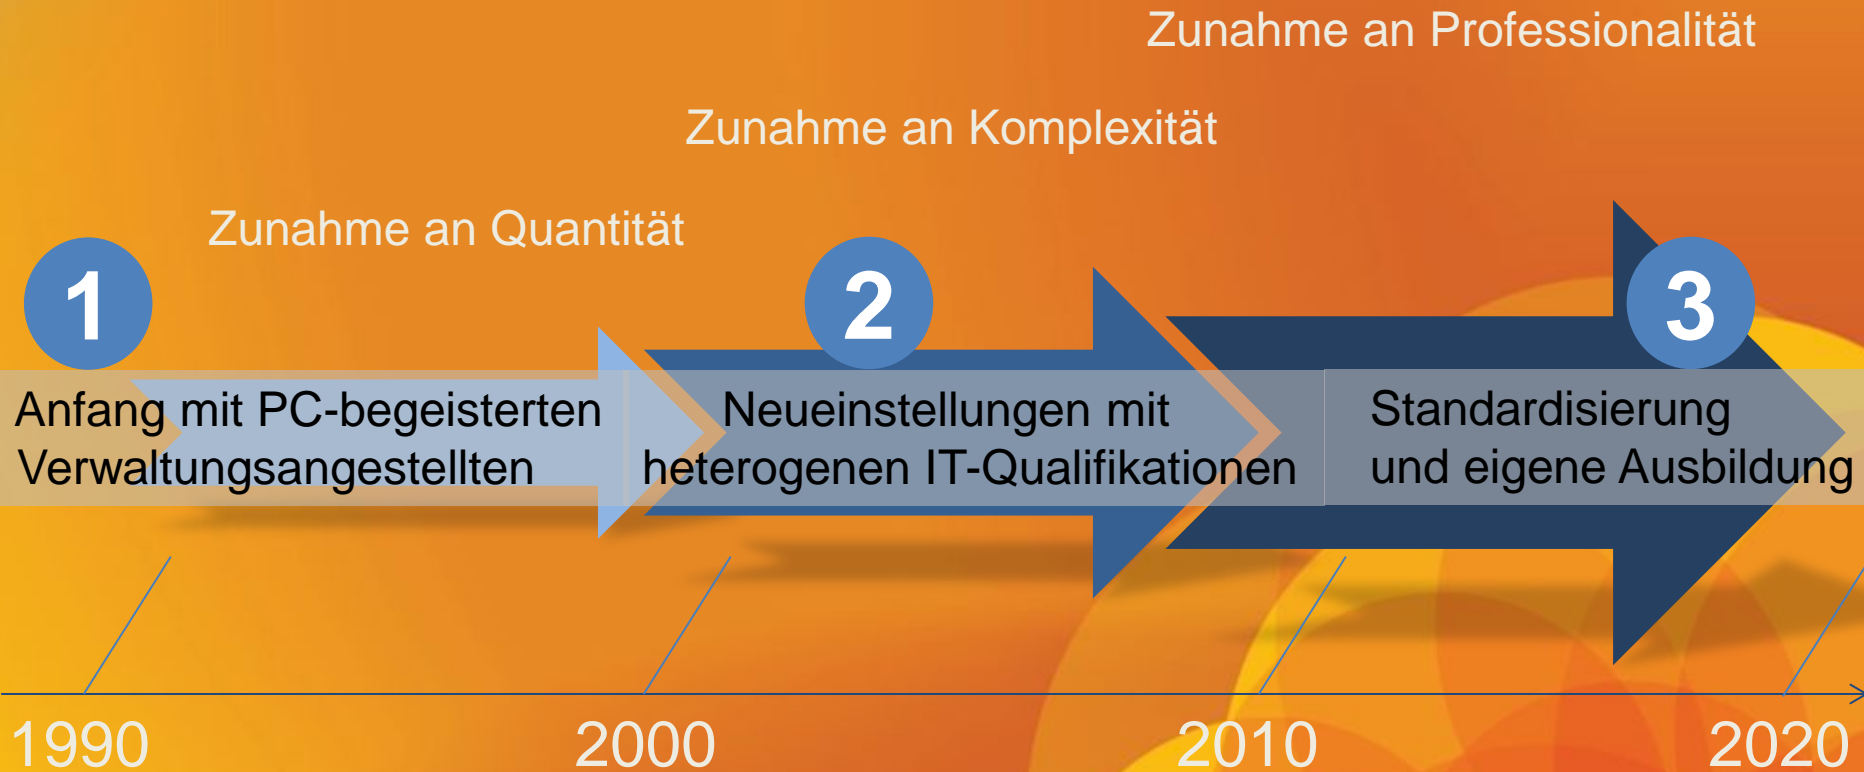 Zunahme an Professionalität
Zunahme an Komplexität
Zunahme an Quantität
1
2
3
Anfang mit PC-begeisterten
Verwaltungsangestellten
Neueinstellungen mit
heterogenen IT-Qualifikationen
Standardisierung
und eigene Ausbildung
1990
2000
2010
2020